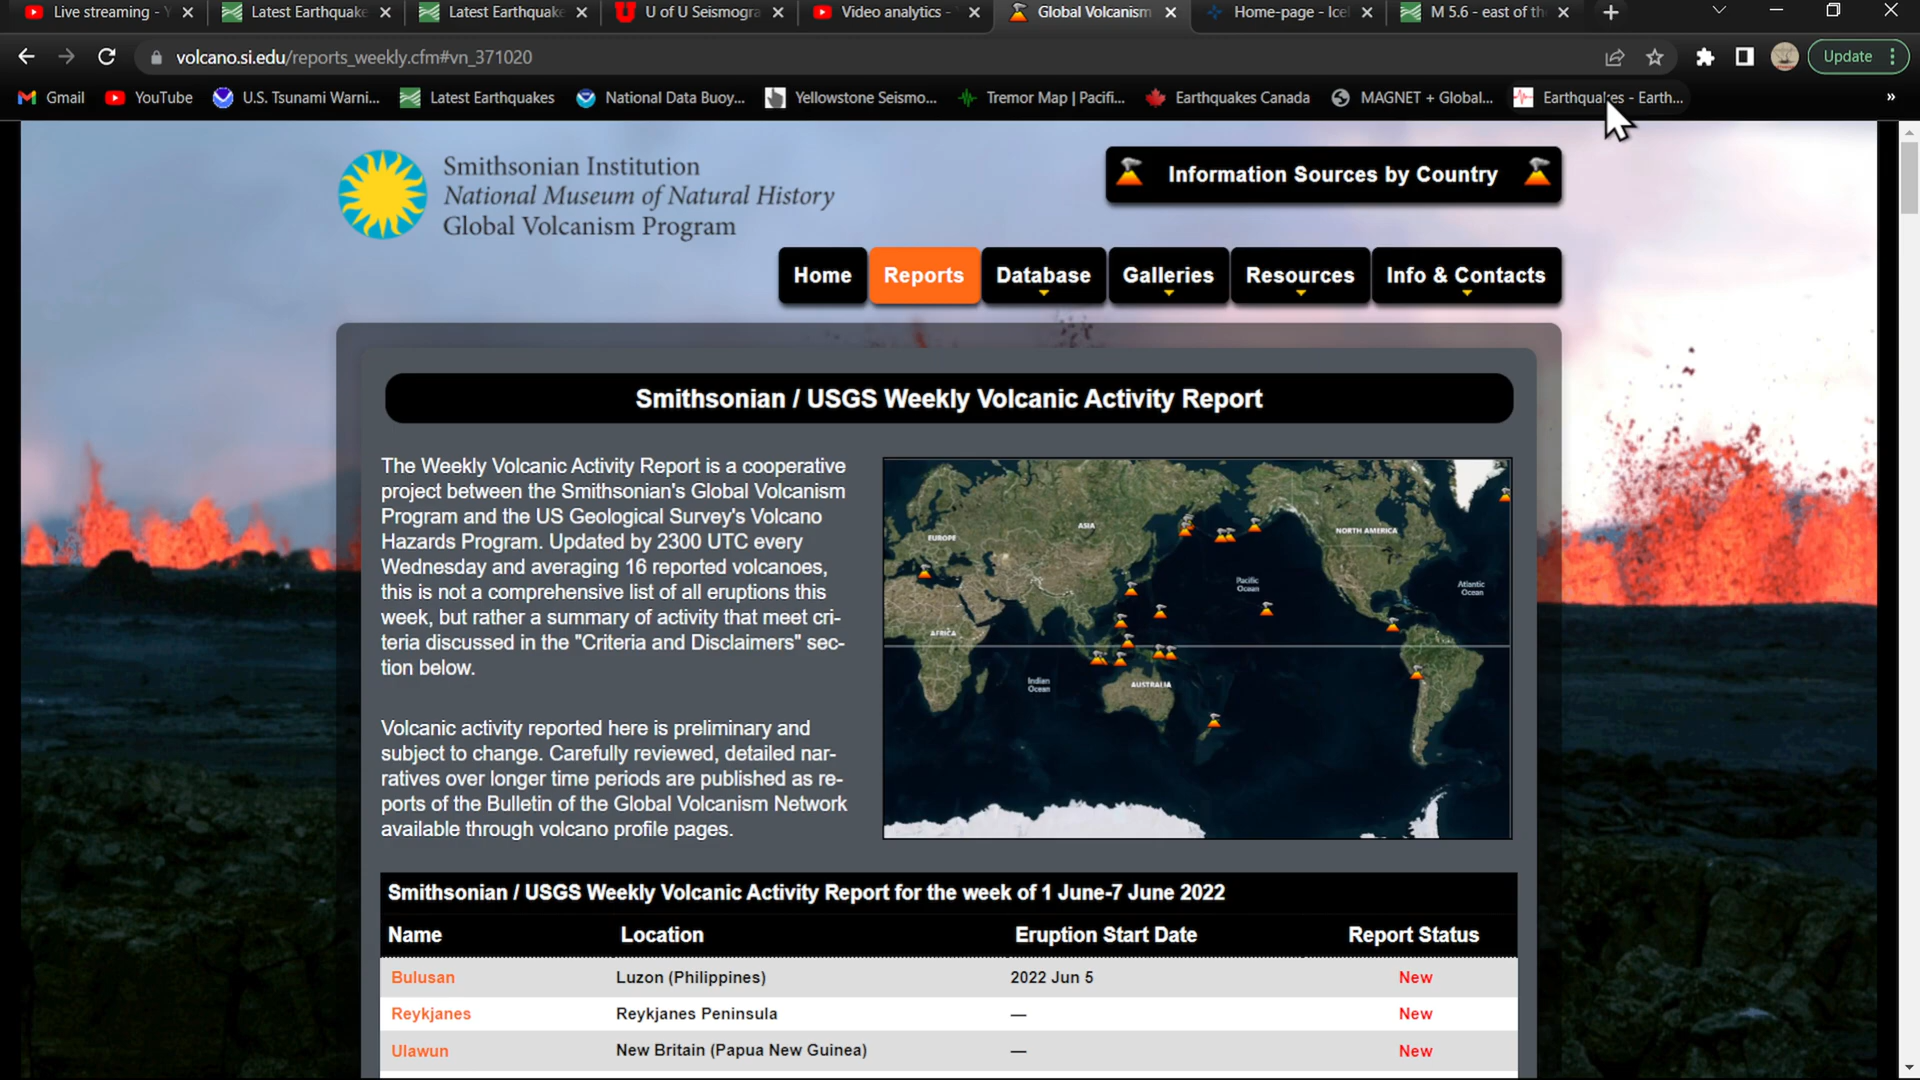 Live streaming - Latest Earthquake Latest Earthquake U of U Seismogra Video analytics - Global Volcanism Home-page - Icel M 5.6 - east of th
volcano.si.edu/reports_weekly.cfm#vn_371020 Update
Gmail YouTube U.S. Tsunami Warni... Latest Earthquakes National Data Buoy... Yellowstone Seismo... Tremor Map | Pacifi... Earthquakes Canada MAGNET + Global... Earthquakes - Earth... »
Smithsonian Institution
National Museum of Natural History
Global Volcanism Program
Information Sources by Country
Home Reports Database Galleries Resources Info & Contacts
Smithsonian / USGS Weekly Volcanic Activity Report
The Weekly Volcanic Activity Report is a cooperative
project between the Smithsonian's Global Volcanism
Program and the US Geological Survey's Volcano
Hazards Program. Updated by 2300 UTC every
Wednesday and averaging 16 reported volcanoes,
this is not a comprehensive list of all eruptions this
week, but rather a summary of activity that meet cri-
teria discussed in the "Criteria and Disclaimers" sec-
tion below.
Volcanic activity reported here is preliminary and
subject to change. Carefully reviewed, detailed nar-
ratives over longer time periods are published as re-
ports of the Bulletin of the Global Volcanism Network
available through volcano profile pages.
ASIA
NORTH AMERICA
EUROPE
Pacific
Ocean
Atlantic
Ocean
AFRICA
Indian
Ocean
AUSTRALIA
Smithsonian / USGS Weekly Volcanic Activity Report for the week of 1 June-7 June 2022
Name Location Eruption Start Date Report Status
Bulusan Luzon (Philippines) 2022 Jun 5 New
Reykjanes Reykjanes Peninsula — New
Ulawun New Britain (Papua New Guinea) — New